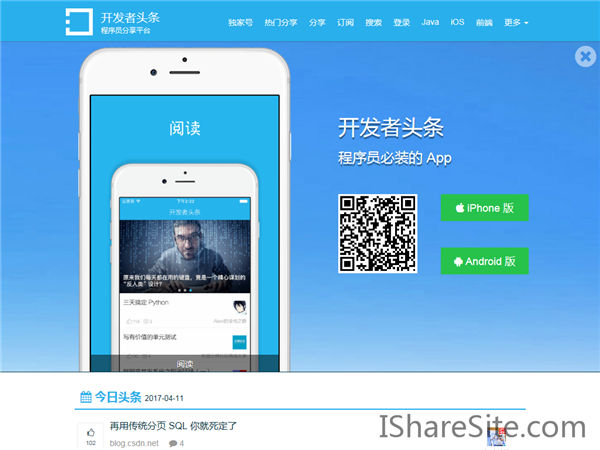 开发者头条
程序员分享平台
独家号 热门分享 分享 订阅 搜索 登录 Java iOS 前端 更多
阅读
下午3:22
开发者头条
原来我们每天都在用的键盘，竟是一个精心谋划的
“反人类”设计？
三天搞定 Python
写有价值的单元测试
阅读
开发者头条
程序员必装的 App
iPhone 版
Android 版
今日头条 2017-04-11
再用传统分页 SQL 你就死定了
102
blog.csdn.net 4
IShareSite.com